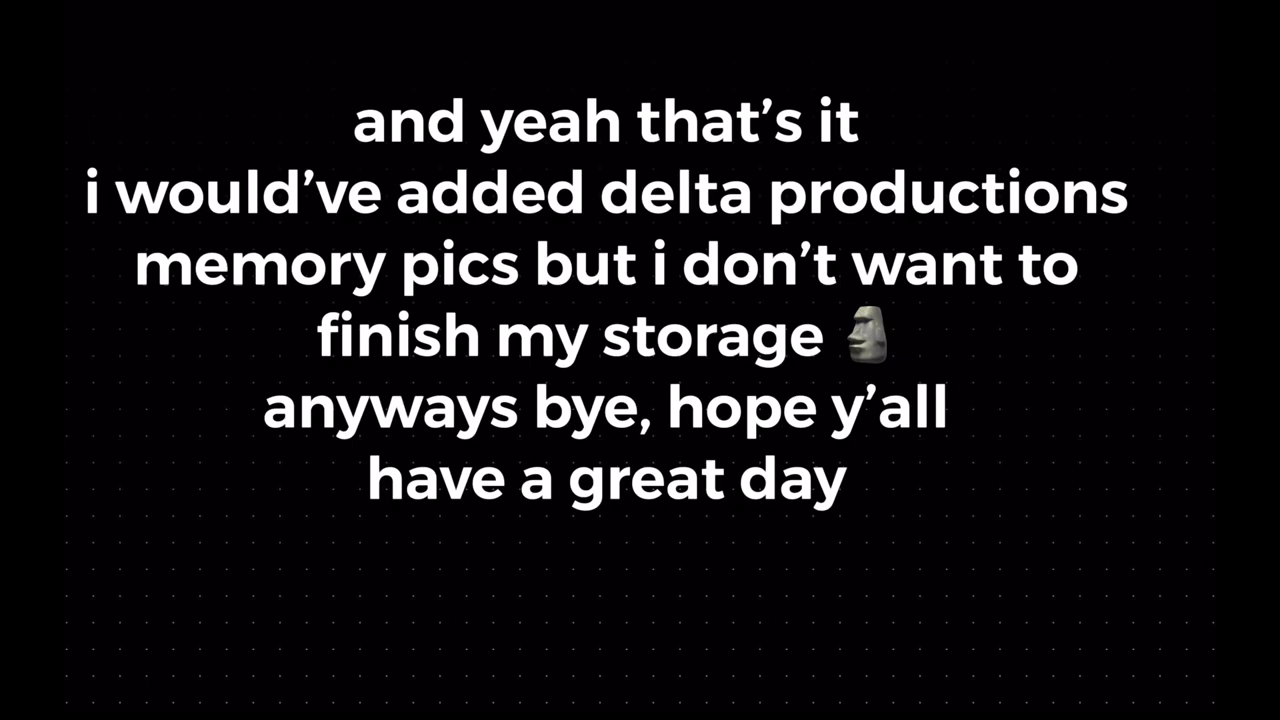 and yeah that’s it
i would’ve added delta productions
memory pics but i don’t want to
finish my storage 🗿
anyways bye, hope y’all
have a great day